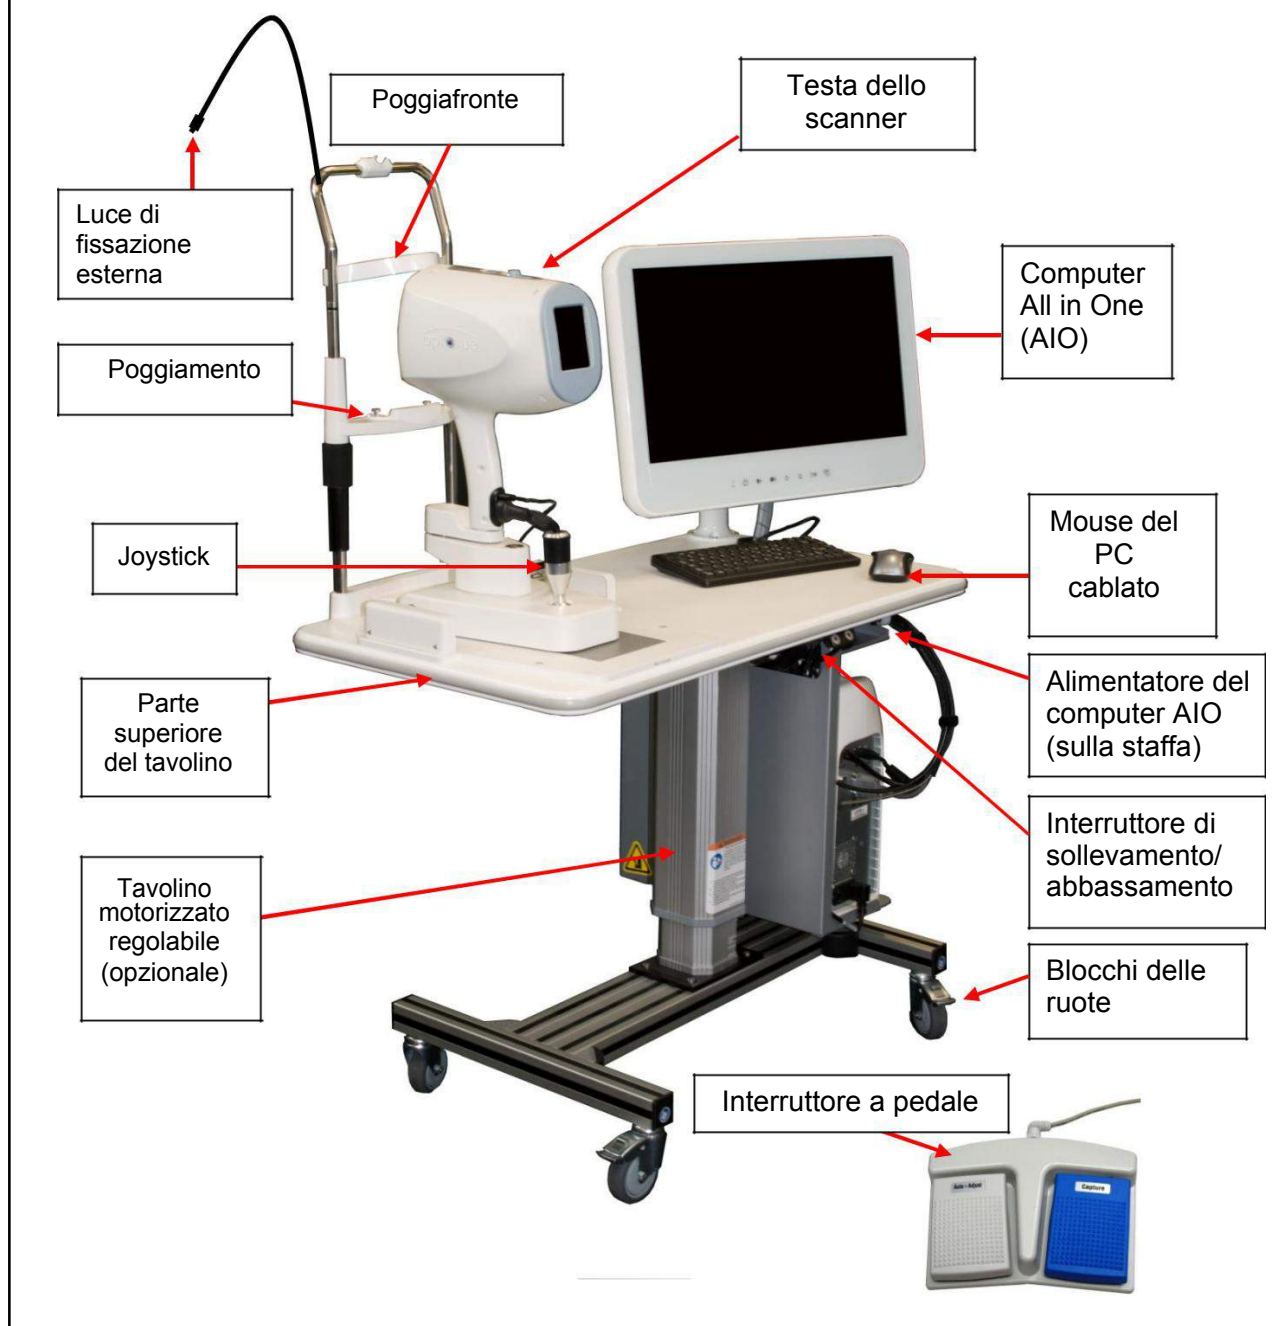 Poggiafronte
Testa dello
scanner
Luce di
fissazione
esterna
Computer
All in One
(AIO)
Poggiamento
Joystick
Mouse del
PC
cablato
Parte
superiore
del tavolino
Alimentatore del
computer AIO
(sulla staffa)
Interruttore di
sollevamento/
abbassamento
Tavolino
motorizzato
regolabile
(opzionale)
Blocchi delle
ruote
Interruttore a pedale
Auto-Adjust
Capture